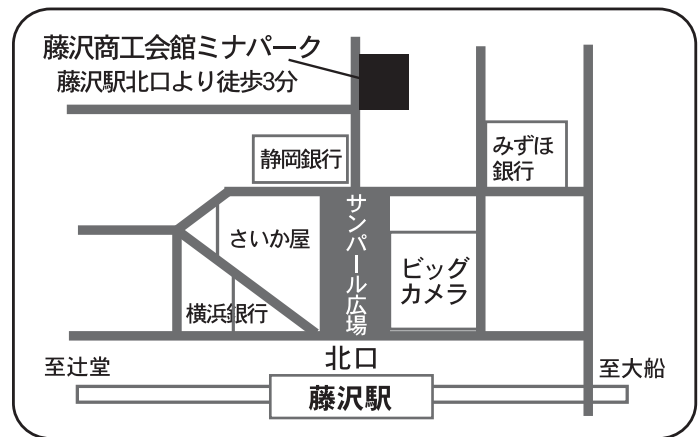 藤沢商工会館ミナパーク
藤沢駅北口より徒歩3分
静岡銀行
みずほ
銀行
さいか屋
サンパール広場
ビッグ
カメラ
横浜銀行
北口
至辻堂
至大船
藤沢駅